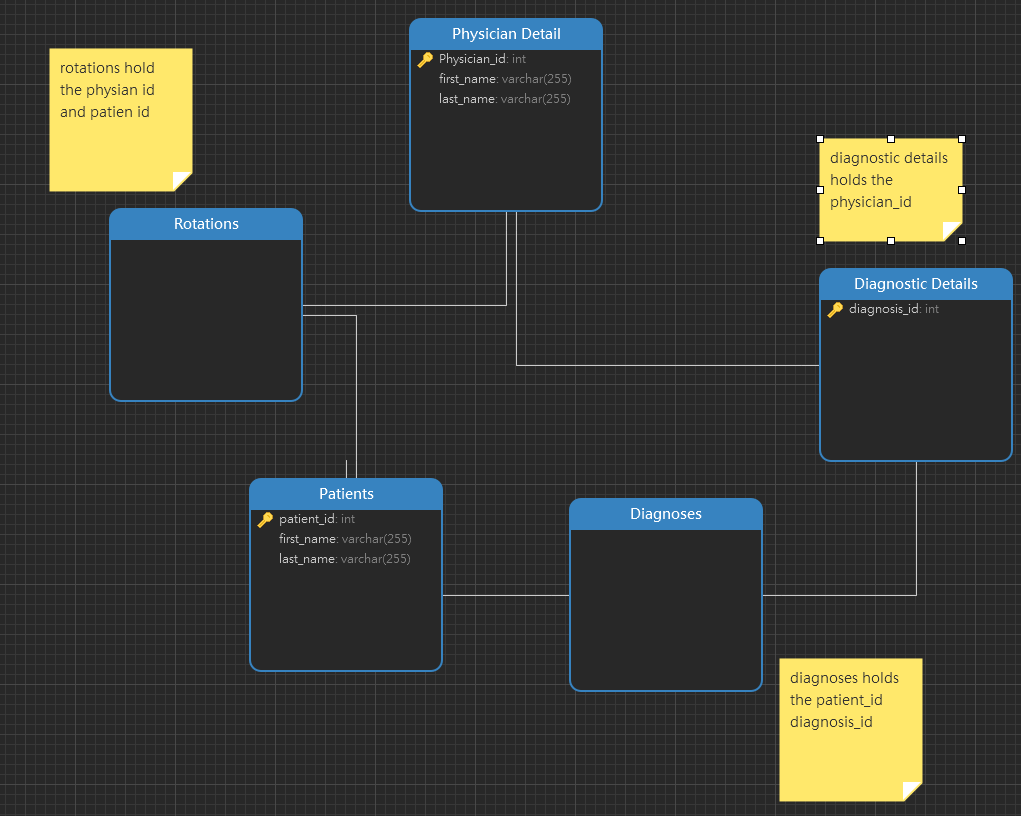 Physician Detail
Physician_id: int
first_name: varchar(255)
last_name: varchar(255)
rotations hold
the physian id
and patien id
diagnostic details
holds the
physician_id
Rotations
Diagnostic Details
diagnosis_id: int
Patients
patient_id: int
first_name: varchar(255)
last_name: varchar(255)
Diagnoses
diagnoses holds
the patient_id
diagnosis_id